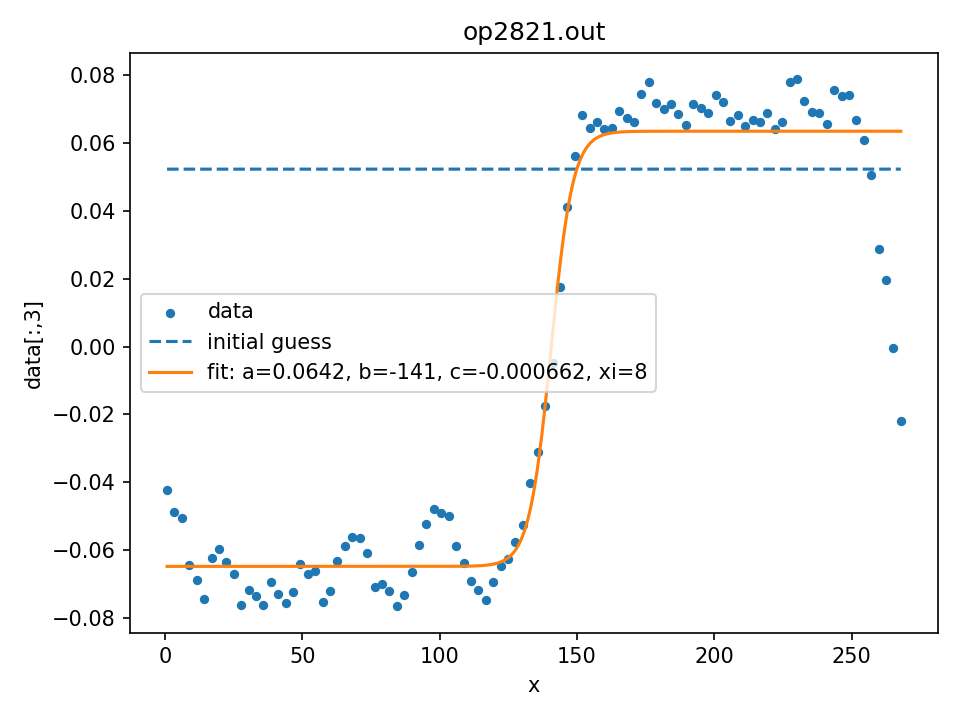 op2821.out
data[:,3]
0.08
0.06
0.04
0.02
0.00
−0.02
−0.04
−0.06
−0.08
data
initial guess
fit: a=0.0642, b=-141, c=-0.000662, xi=8
0 50 100 150 200 250
x